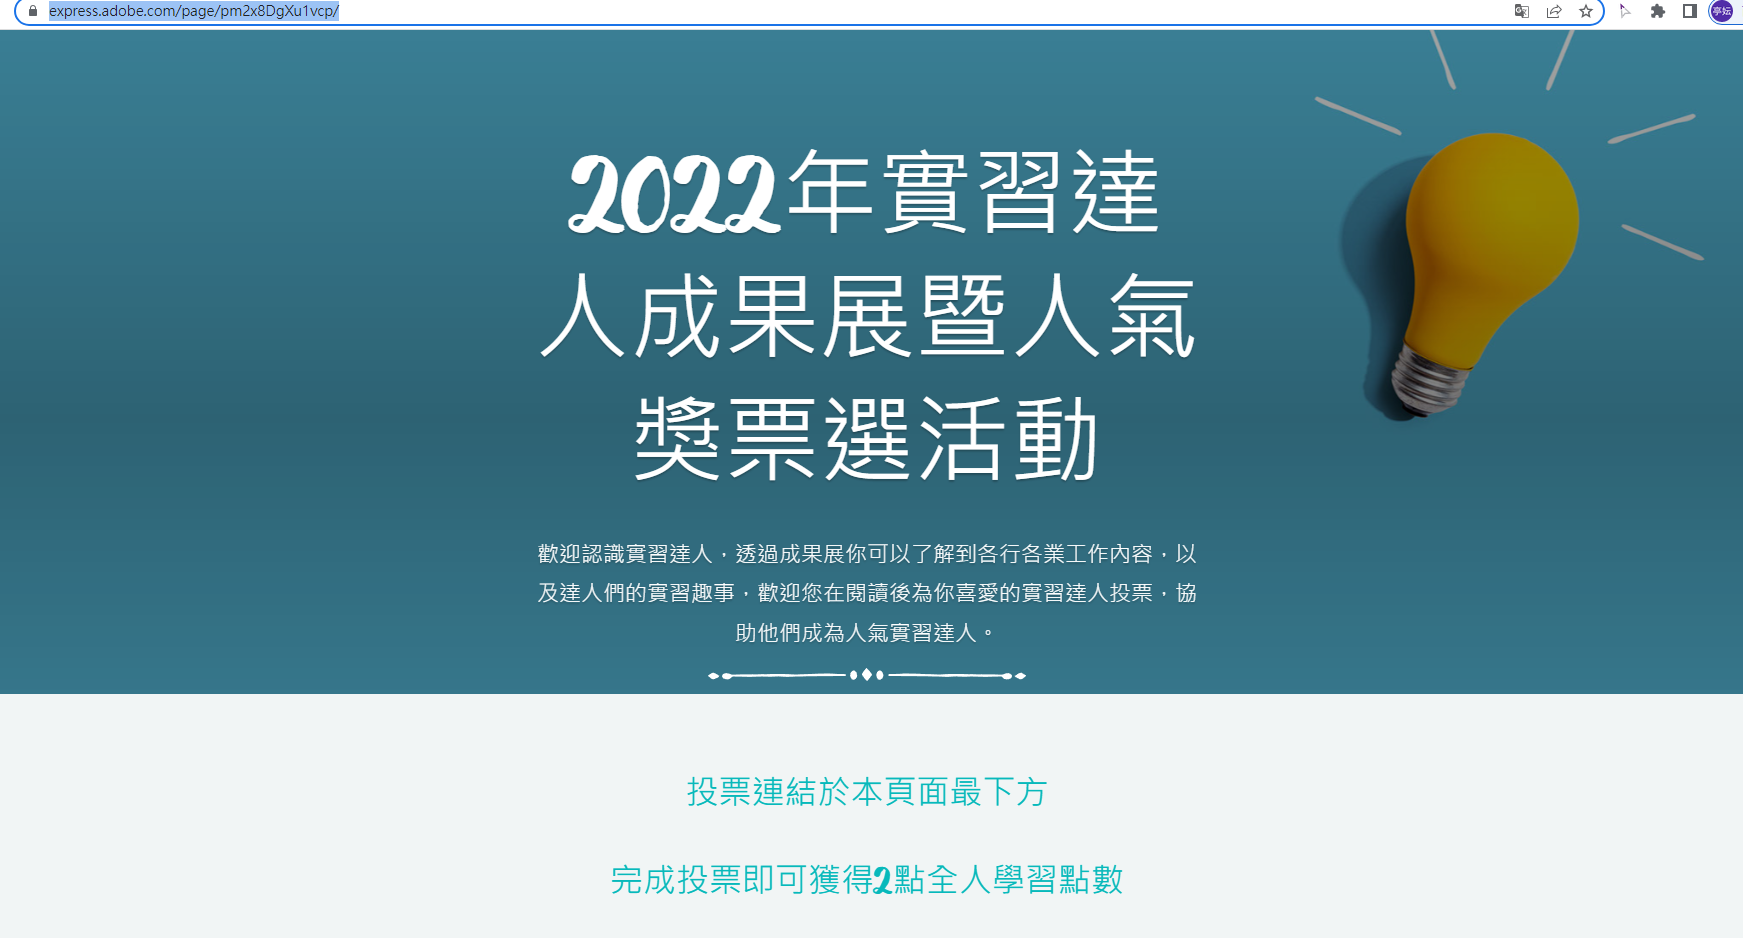 express.adobe.com/page/pm2x8DgXu1vcp/
亭妘
2022年實習達
人成果展暨人氣
獎票選活動
歡迎認識實習達人，透過成果展你可以了解到各行各業工作內容，以
及達人們的實習趣事，歡迎您在閱讀後為你喜愛的實習達人投票，協
助他們成為人氣實習達人。
投票連結於本頁面最下方
完成投票即可獲得2點全人學習點數